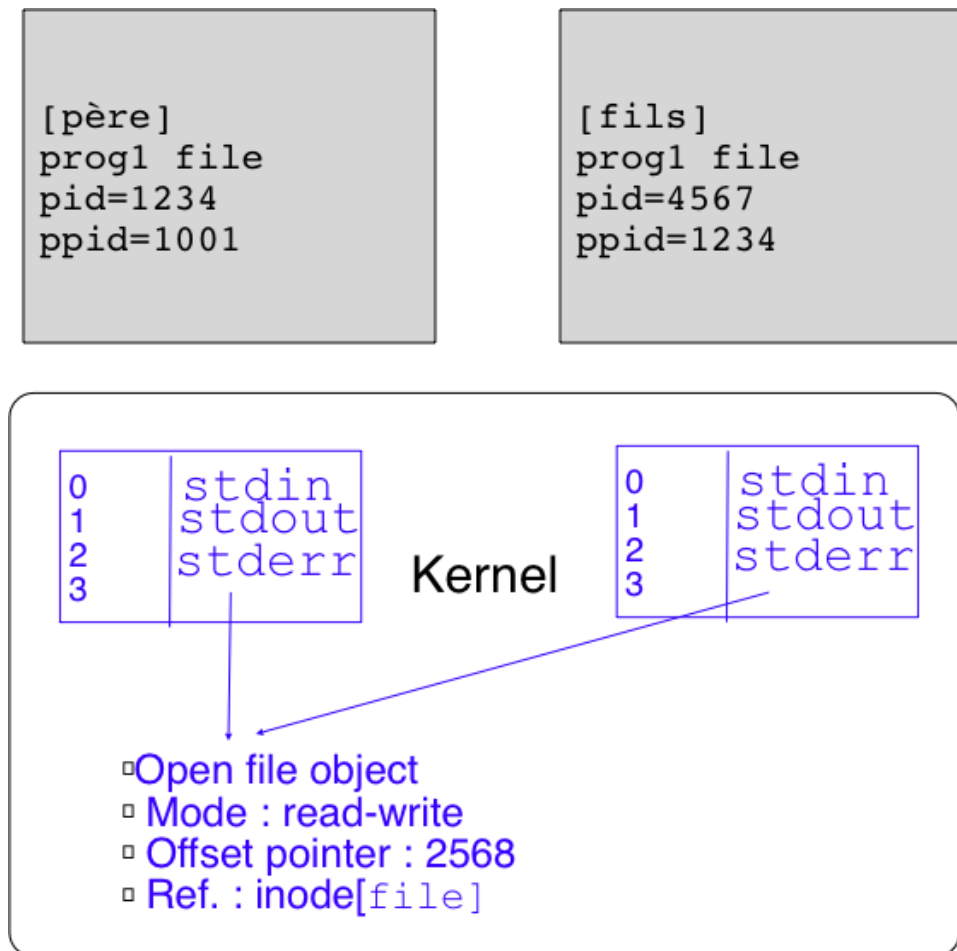 [père]
prog1 file
pid=1234
ppid=1001
[fils]
prog1 file
pid=4567
ppid=1234
0 stdin
1 stdout
2 stderr
3
Kernel
0 stdin
1 stdout
2 stderr
3
Open file object
Mode : read-write
Offset pointer : 2568
Ref. : inode[file]